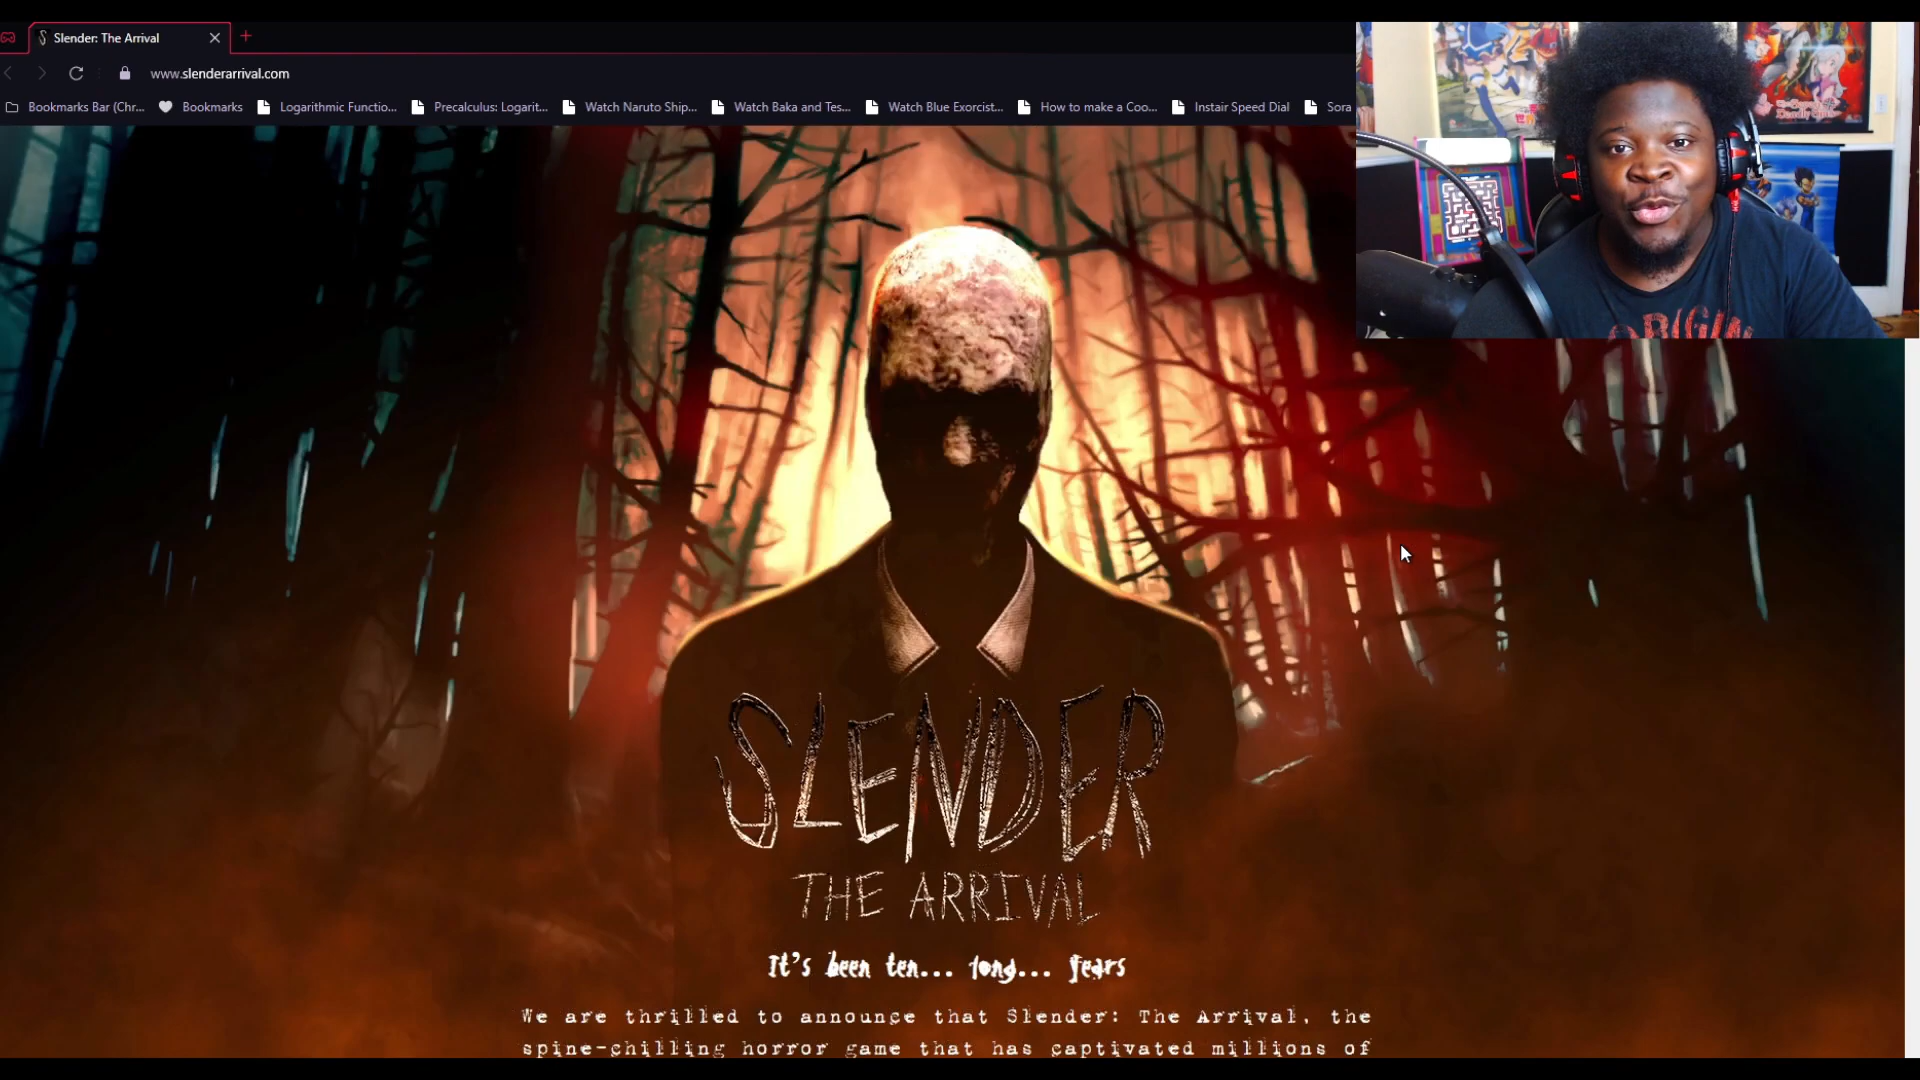 Slender: The Arrival
www.slenderarrival.com
Bookmarks Bar (Chr... Bookmarks Logarithmic Functio... Precalculus: Logarit... Watch Naruto Ship... Watch Baka and Tes... Watch Blue Exorcist... How to make a Coo... Instair Speed Dial Sora
ORIGIN
SLENDER
THE ARRIVAL
It's been ten... long... years
We are thrilled to announce that Slender: The Arrival, the
spine-chilling horror game that has captivated millions of